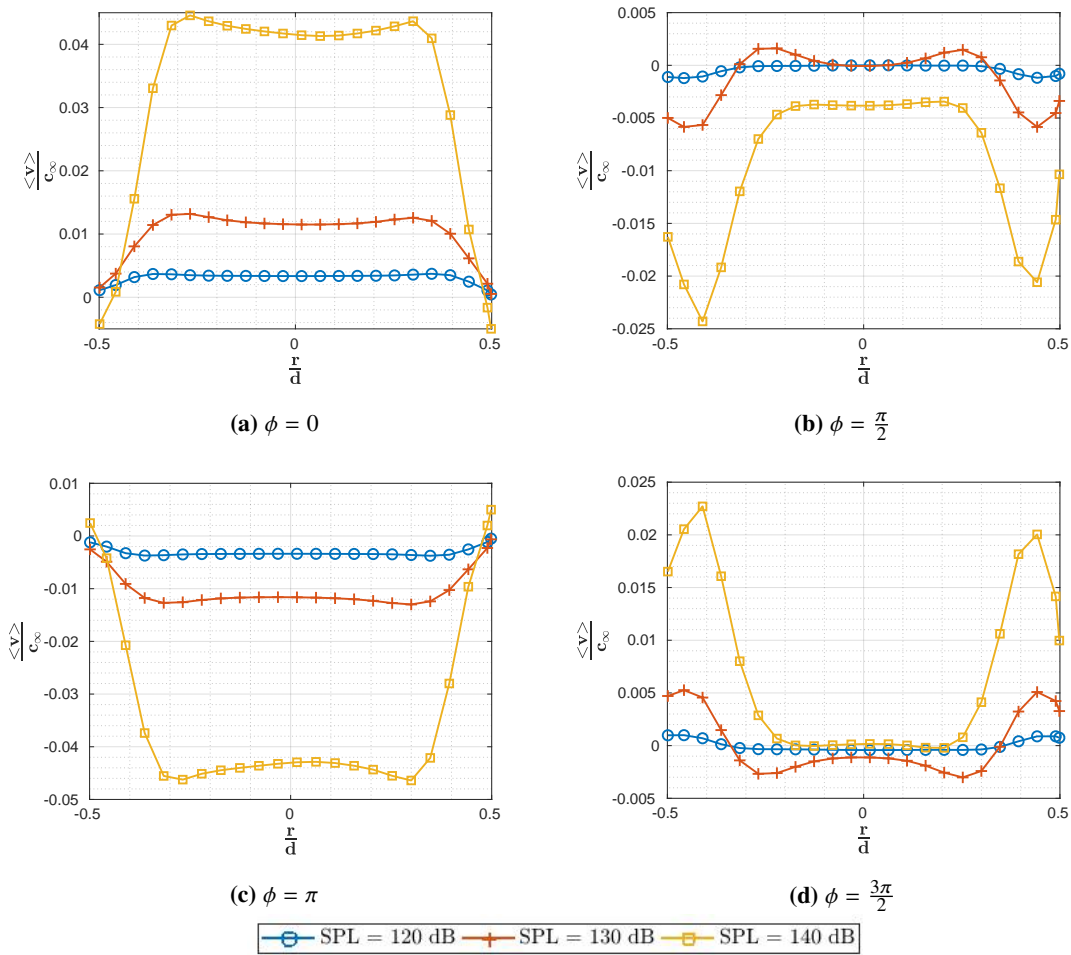 0.04
0.03
0.02
0.01
0
-0.5
0
0.5
<v>
c∞
r
d
(a) ϕ = 0
0.005
0
-0.005
-0.01
-0.015
-0.02
-0.025
-0.5
0
0.5
<v>
c∞
r
d
(b) ϕ = π/2
0.01
0
-0.01
-0.02
-0.03
-0.04
-0.05
-0.5
0
0.5
<v>
c∞
r
d
(c) ϕ = π
0.025
0.02
0.015
0.01
0.005
0
-0.005
-0.5
0
0.5
<v>
c∞
r
d
(d) ϕ = 3π/2
SPL = 120 dB SPL = 130 dB SPL = 140 dB